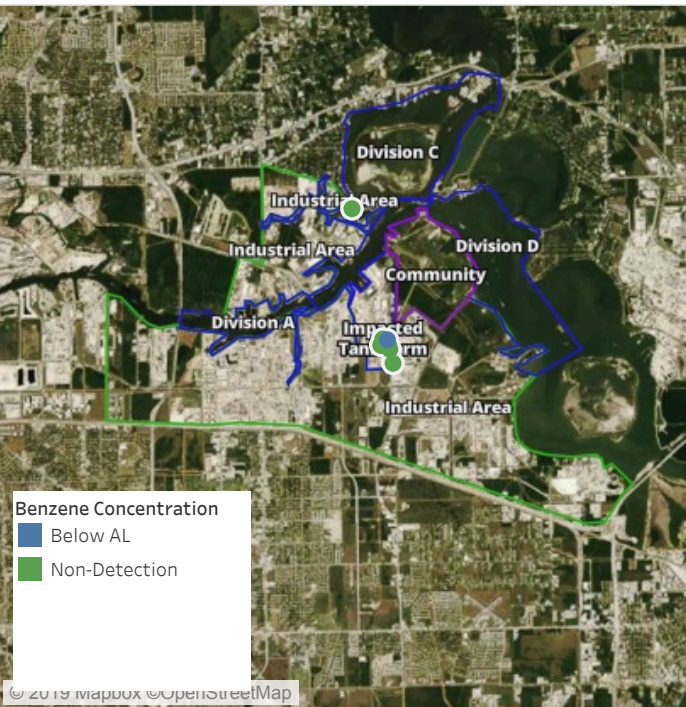 Division C
Industrial Area
Industrial Area
Division D
Community
Division A
Impacted
Tank Farm
Industrial Area
Benzene Concentration
Below AL
Non-Detection
© 2019 Mapbox ©OpenStreetMap